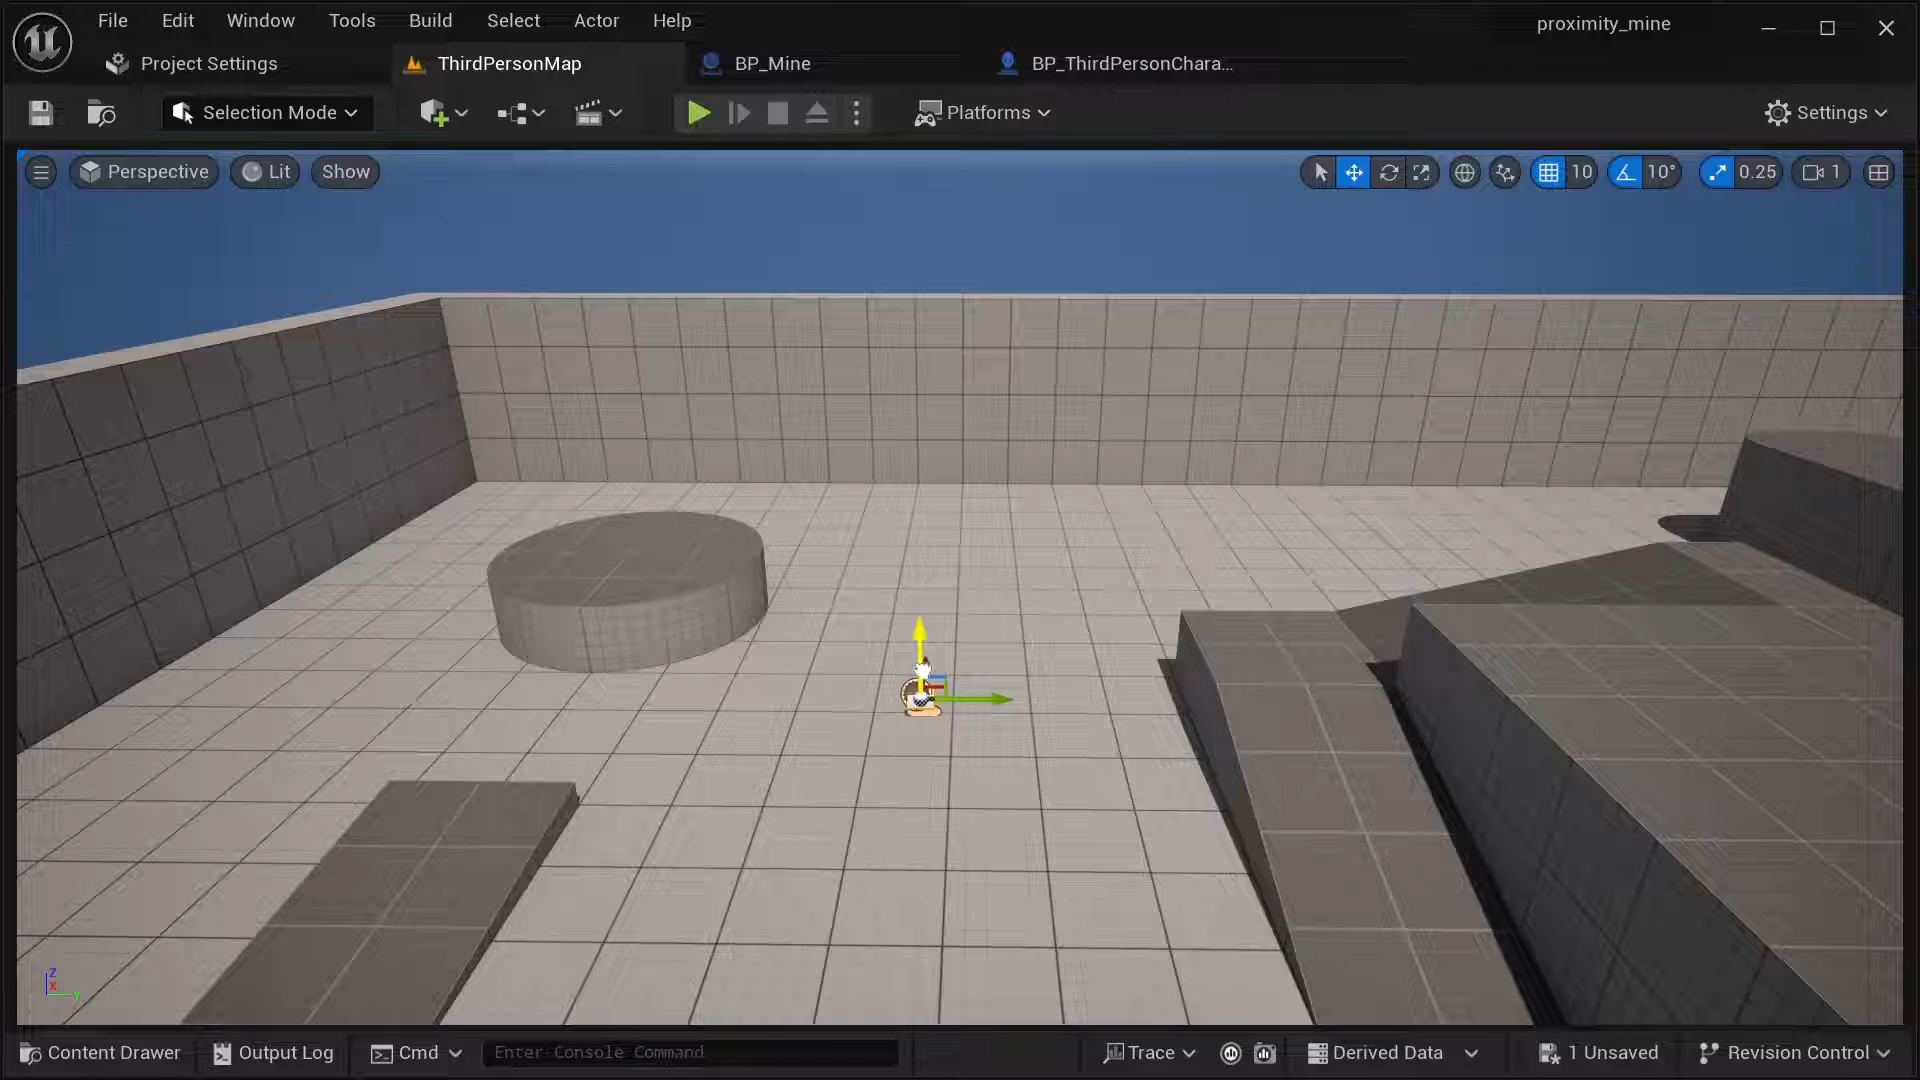 File Edit Window Tools Build Select Actor Help
proximity_mine
Project Settings
ThirdPersonMap
BP_Mine
BP_ThirdPersonChara...
Selection Mode
Platforms
Settings
Perspective
Lit
Show
10
10°
0.25
1
Z
X
Y
Content Drawer
Output Log
Cmd
Enter Console Command
Trace
Derived Data
1 Unsaved
Revision Control